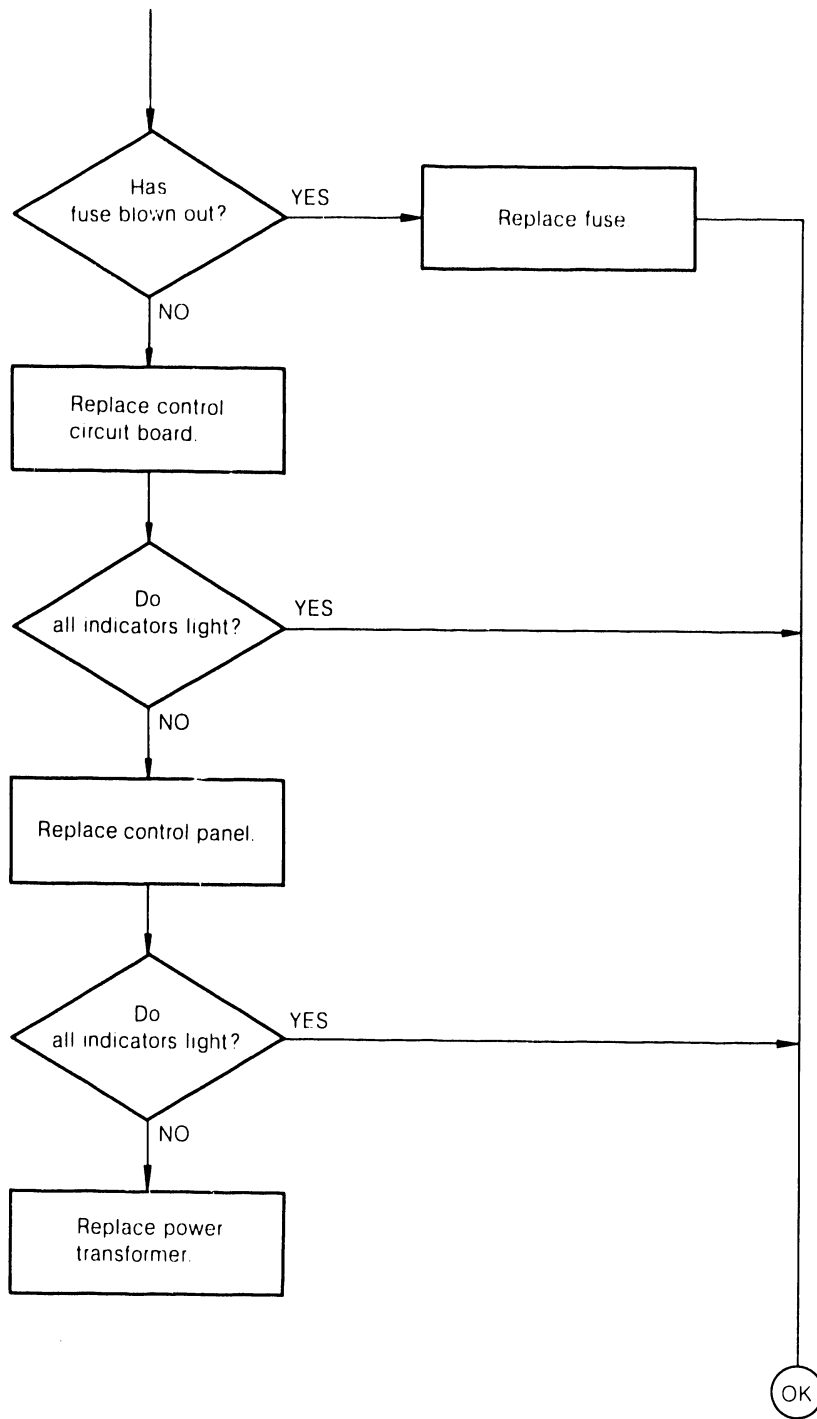 Has
fuse blown out?
YES
Replace fuse
NO
Replace control
circuit board.
Do
all indicators light?
YES
NO
Replace control panel.
Do
all indicators light?
YES
NO
Replace power
transformer.
OK